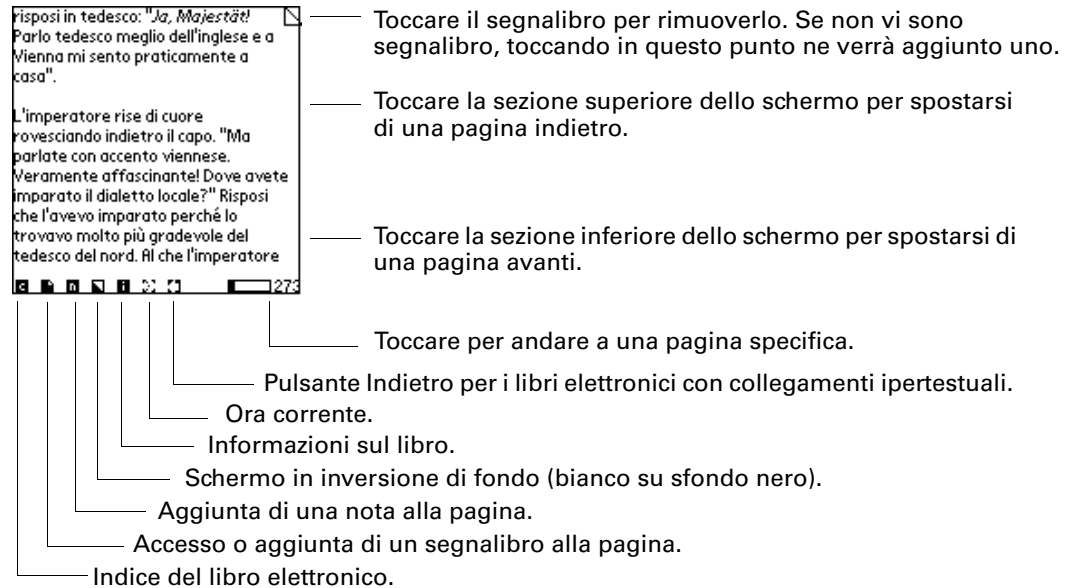 risposi in tedesco: "Ja, Majestät!
Parlo tedesco meglio dell'inglese e a
Vienna mi sento praticamente a
casa".
L'imperatore rise di cuore
rovesciando indietro il capo. "Ma
parlate con accento viennese.
Veramente affascinante! Dove avete
imparato il dialetto locale?" Risposi
che l'avevo imparato perché lo
trovavo molto più gradevole del
tedesco del nord. Al che l'imperatore
273
Toccare il segnalibro per rimuoverlo. Se non vi sono
segnalibro, toccando in questo punto ne verrà aggiunto uno.
Toccare la sezione superiore dello schermo per spostarsi
di una pagina indietro.
Toccare la sezione inferiore dello schermo per spostarsi di
una pagina avanti.
Toccare per andare a una pagina specifica.
Pulsante Indietro per i libri elettronici con collegamenti ipertestuali.
Ora corrente.
Informazioni sul libro.
Schermo in inversione di fondo (bianco su sfondo nero).
Aggiunta di una nota alla pagina.
Accesso o aggiunta di un segnalibro alla pagina.
Indice del libro elettronico.